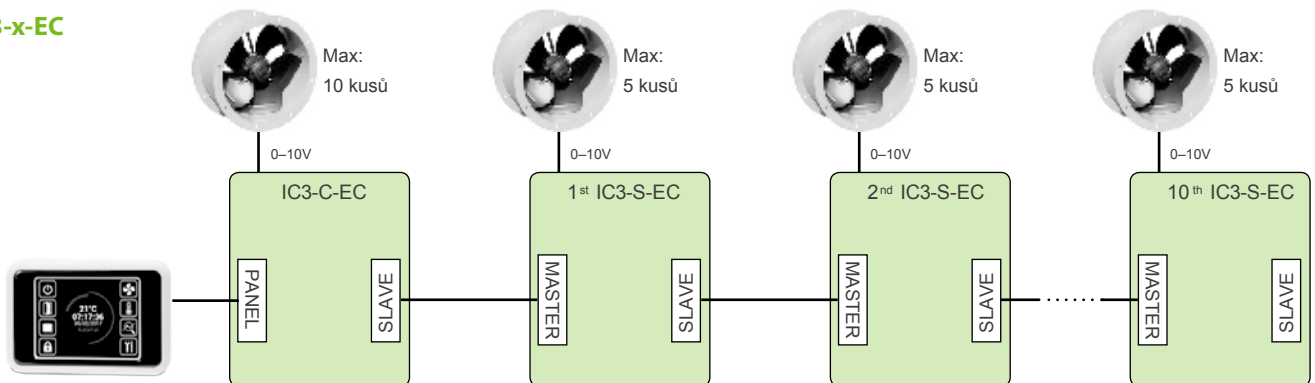 3-x-EC
Max:
10 kusů
Max:
5 kusů
Max:
5 kusů
Max:
5 kusů
0–10V
0–10V
0–10V
0–10V
IC3-C-EC
1st IC3-S-EC
2nd IC3-S-EC
10th IC3-S-EC
PANEL
SLAVE
MASTER
SLAVE
MASTER
SLAVE
MASTER
SLAVE
21°C
07:17:36